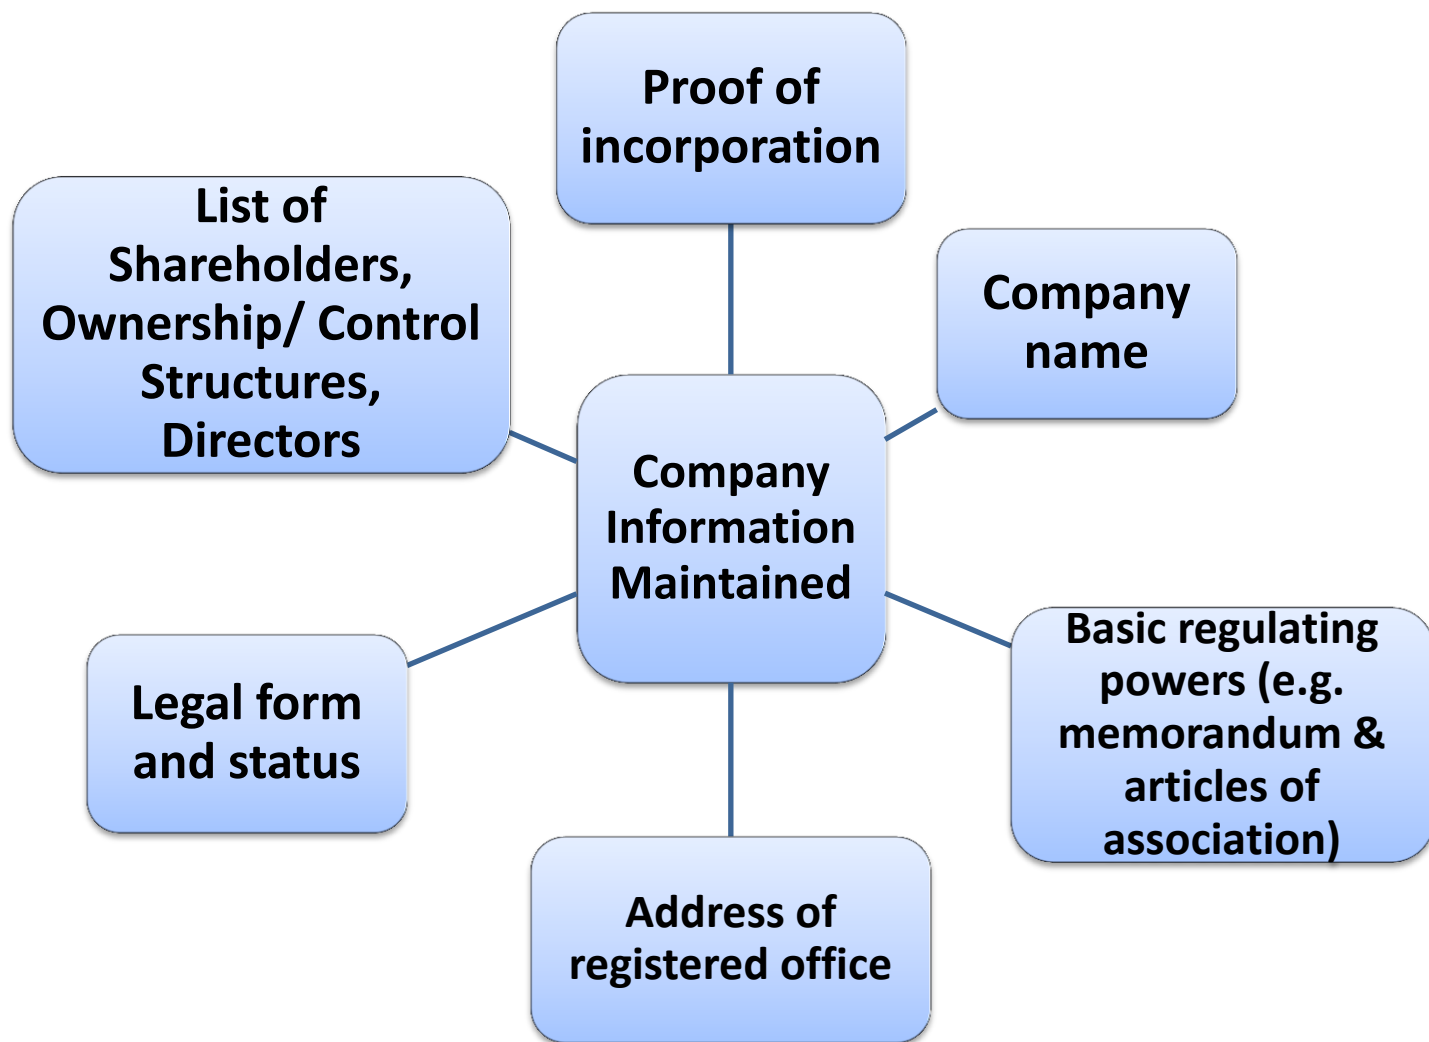 Proof of
incorporation
List of
Shareholders,
Ownership/ Control
Structures,
Directors
Company
name
Company
Information
Maintained
Legal form
and status
Basic regulating
powers (e.g.
memorandum &
articles of
association)
Address of
registered office